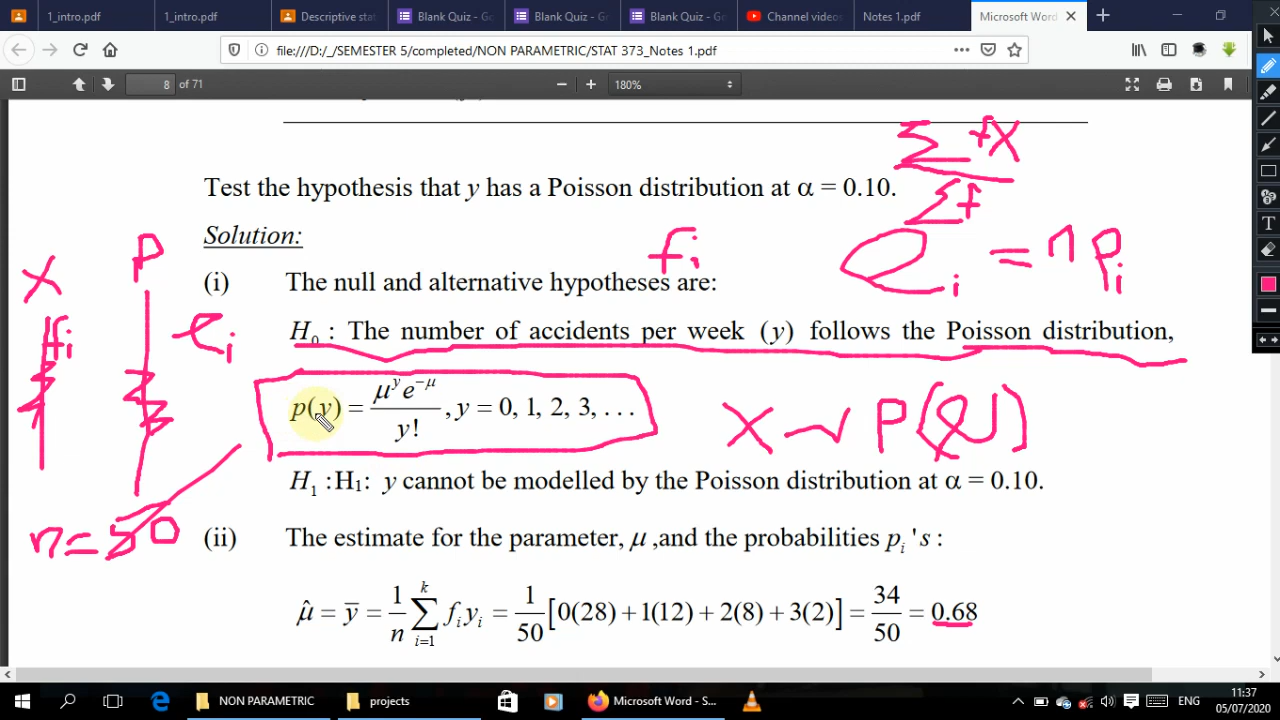 1_intro.pdf
1_intro.pdf
Descriptive stat
Blank Quiz - Go
Blank Quiz - Go
Blank Quiz - Go
Channel videos
Notes 1.pdf
Microsoft Word
file:///D:/_/SEMESTER 5/completed/NON PARAMETRIC/STAT 373_Notes 1.pdf
8 of 71
180%
Σ fX
Σf
Test the hypothesis that y has a Poisson distribution at α = 0.10.
Solution:
fi
ei = n Pi
X P
(i) The null and alternative hypotheses are:
fi ei
H₀ : The number of accidents per week (y) follows the Poisson distribution,
p(y) = μ^y e^−μ / y! , y = 0, 1, 2, 3, . . .
X ~ P( )
H₁ :H₁: y cannot be modelled by the Poisson distribution at α = 0.10.
n=50
(ii) The estimate for the parameter, μ ,and the probabilities pᵢ 's :
μ̂ = ȳ = 1/n Σ_{i=1}^{k} fᵢyᵢ = 1/50 [0(28) + 1(12) + 2(8) + 3(2)] = 34/50 = 0.68
NON PARAMETRIC
projects
Microsoft Word - S...
ENG
11:37
05/07/2020